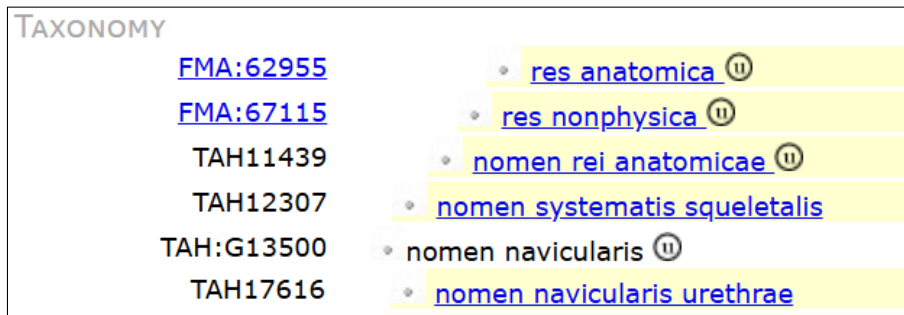 TAXONOMY
FMA:62955 res anatomica ⓤ
FMA:67115 res nonphysica ⓤ
TAH11439 nomen rei anatomicae ⓤ
TAH12307 nomen systematis squeletalis
TAH:G13500 nomen navicularis ⓤ
TAH17616 nomen navicularis urethrae